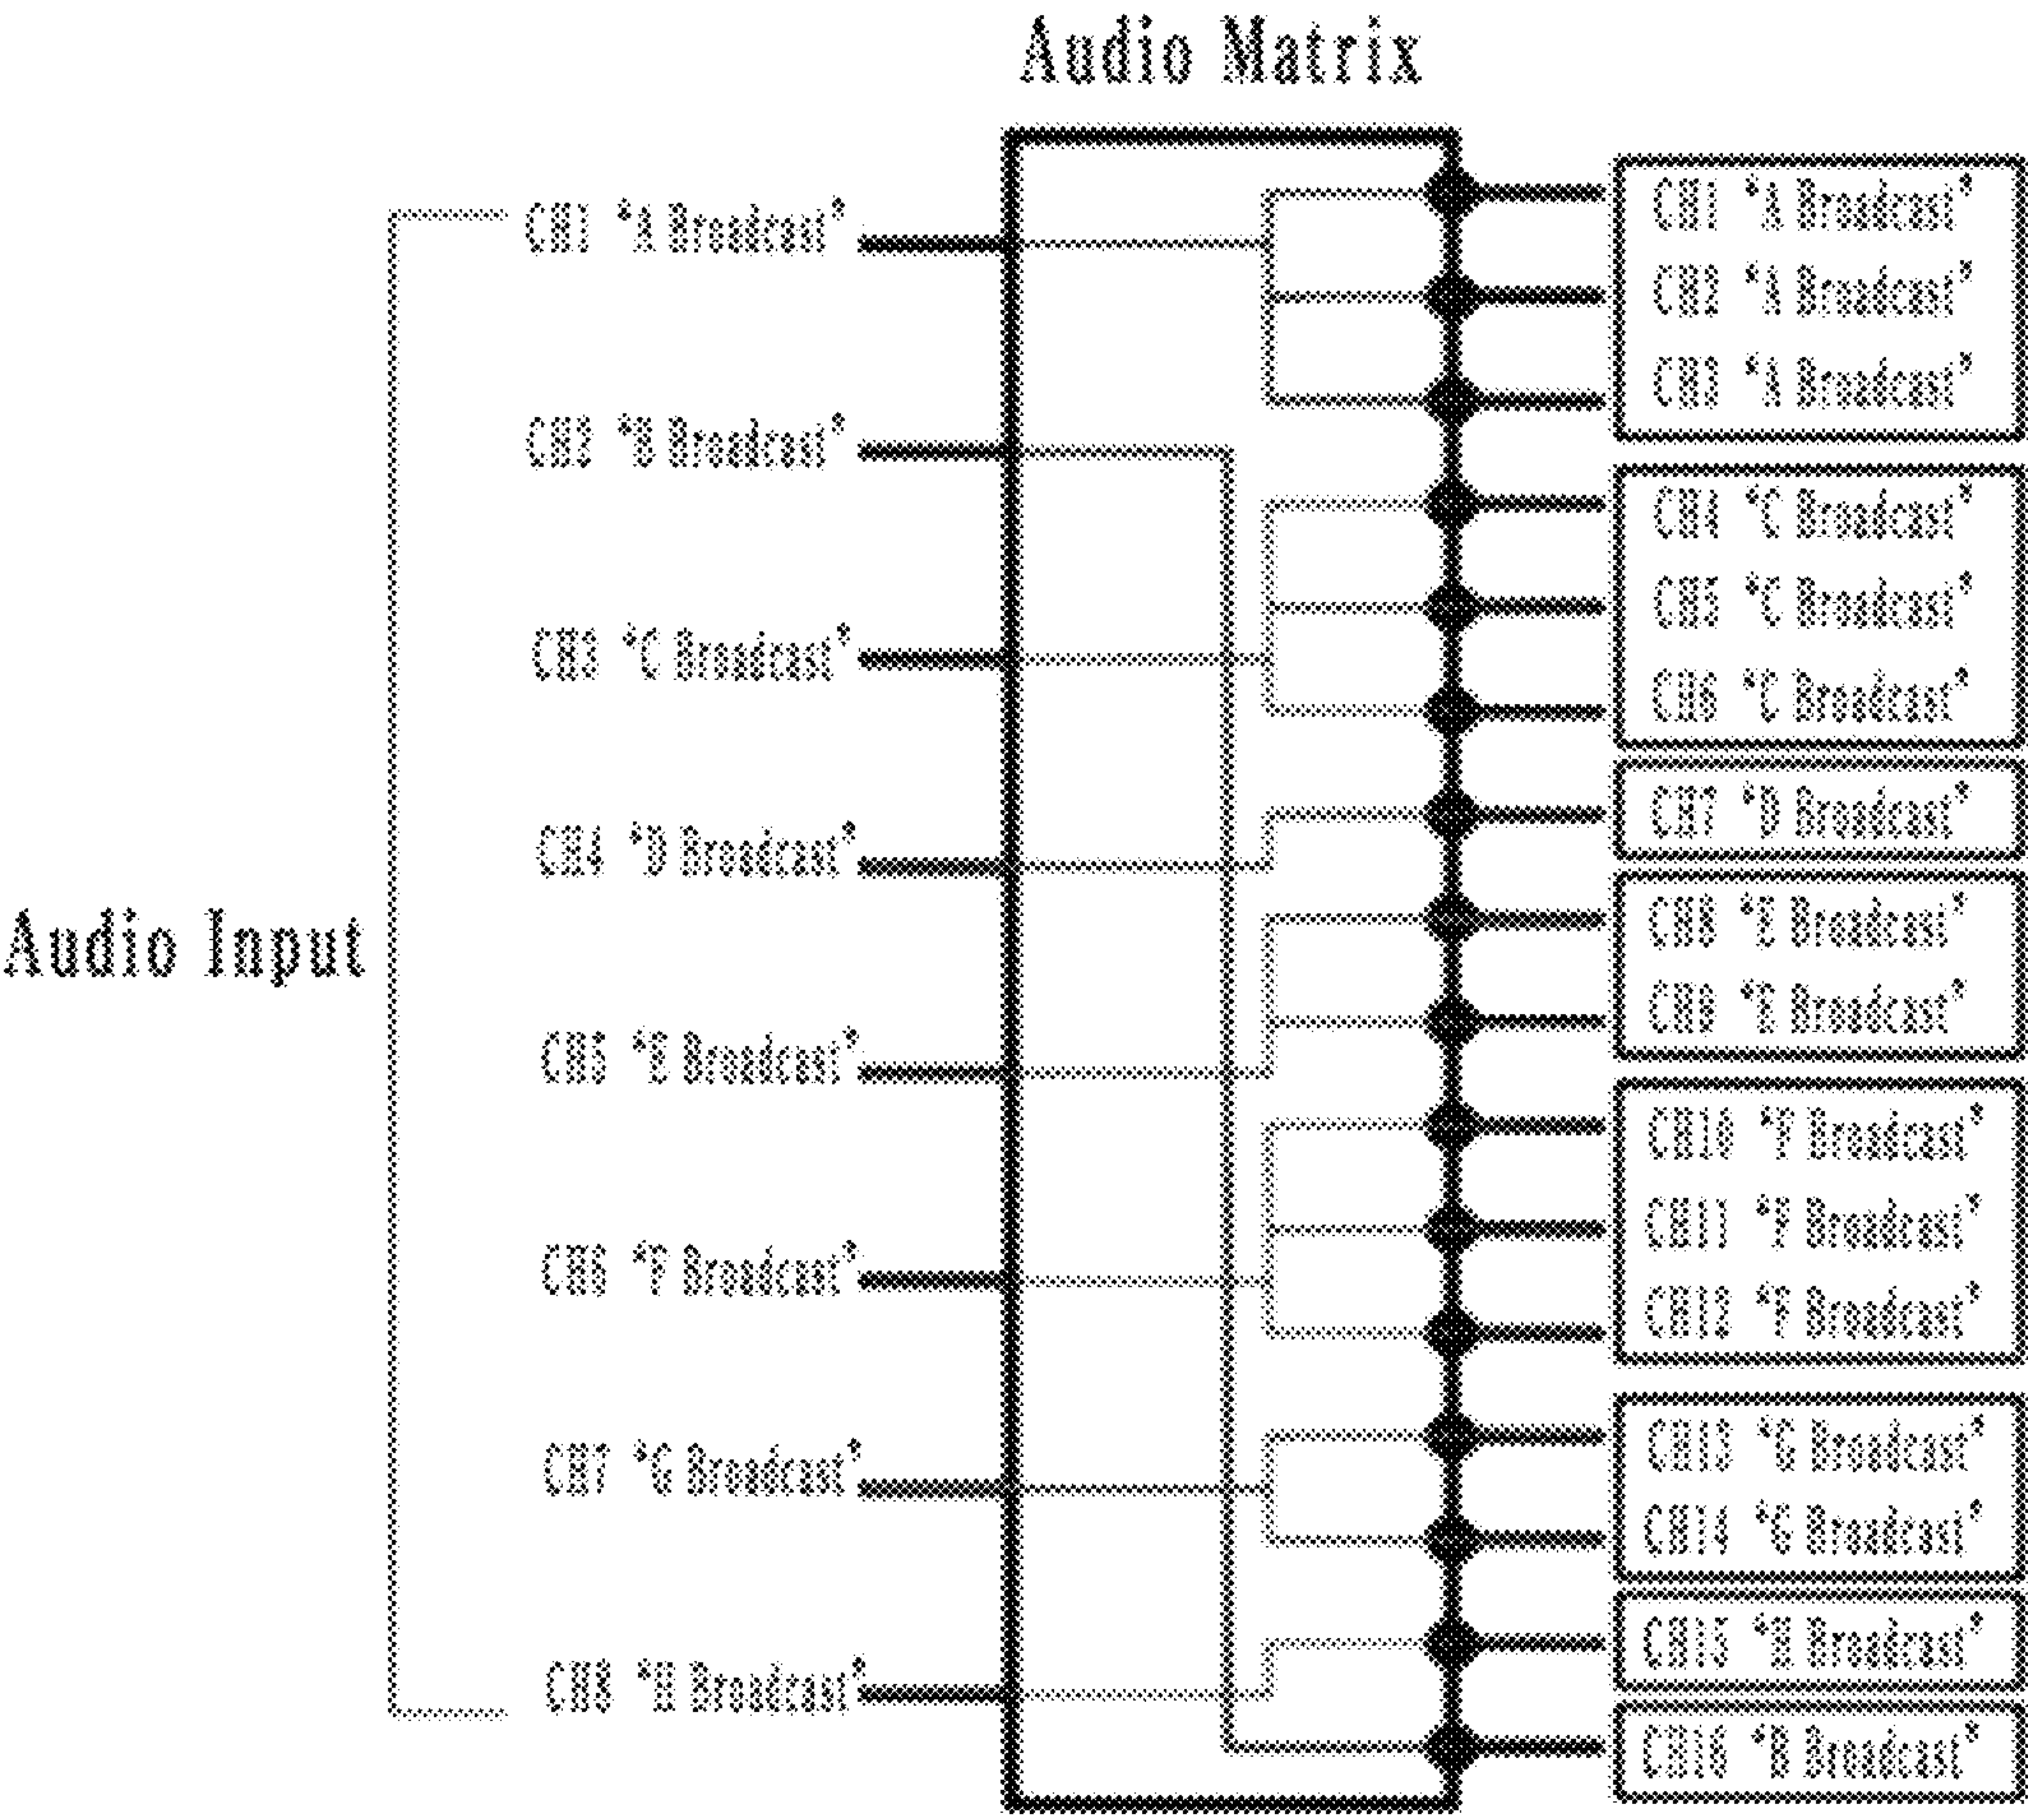 Audio Matrix
CH1 "A Broadcast"
CH2 "B Broadcast"
CH3 "C Broadcast"
CH4 "D Broadcast"
Audio Input
CH5 "E Broadcast"
CH6 "F Broadcast"
CH7 "G Broadcast"
CH8 "H Broadcast"
CH1 "A Broadcast"
CH2 "A Broadcast"
CH3 "A Broadcast"
CH4 "C Broadcast"
CH5 "C Broadcast"
CH6 "C Broadcast"
CH7 "D Broadcast"
CH8 "E Broadcast"
CH9 "E Broadcast"
CH10 "F Broadcast"
CH11 "F Broadcast"
CH12 "F Broadcast"
CH13 "G Broadcast"
CH14 "G Broadcast"
CH15 "H Broadcast"
CH16 "B Broadcast"